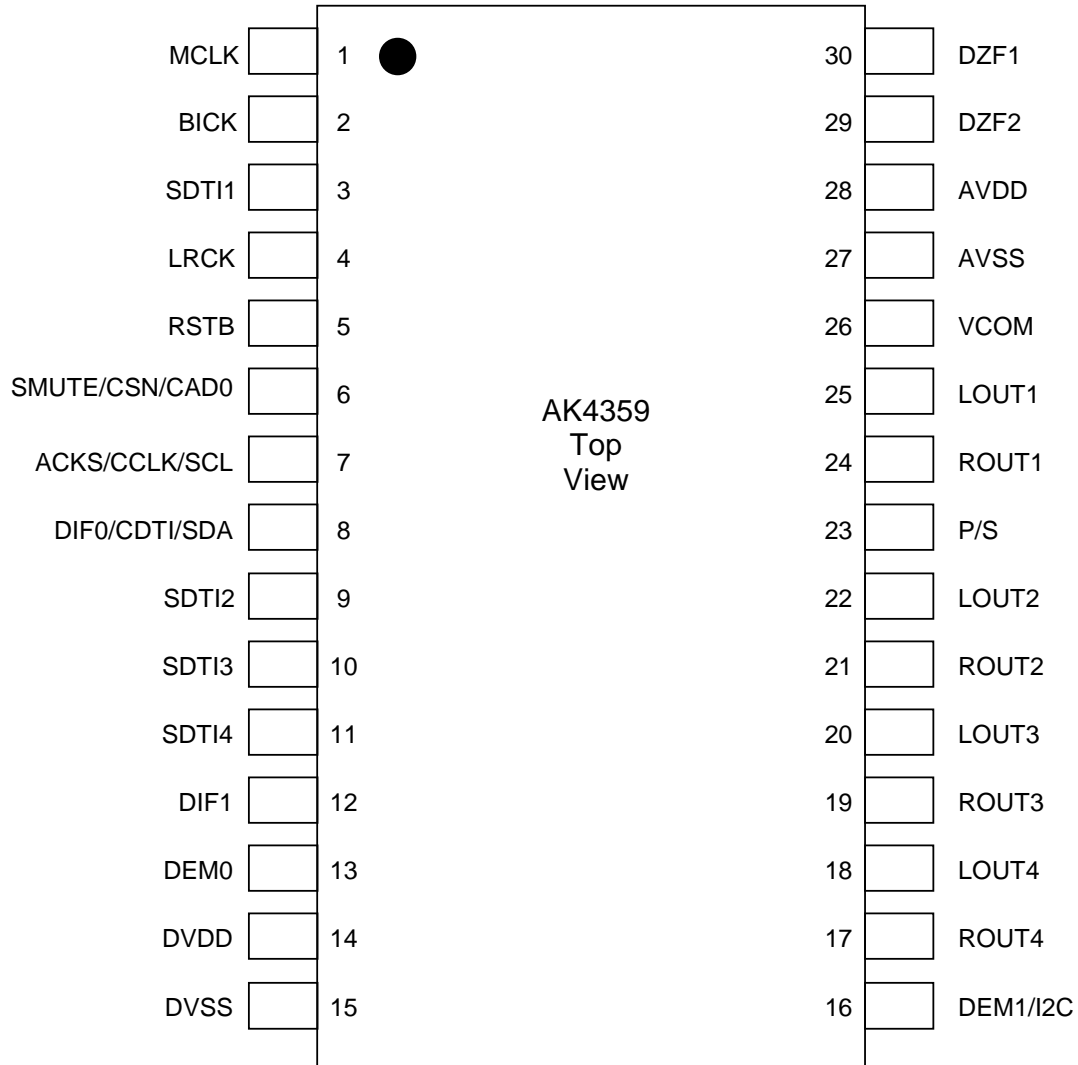 MCLK 1 30 DZF1
BICK 2 29 DZF2
SDTI1 3 28 AVDD
LRCK 4 27 AVSS
RSTB 5 26 VCOM
SMUTE/CSN/CAD0 6 25 LOUT1
AK4359
Top
View
ACKS/CCLK/SCL 7 24 ROUT1
DIF0/CDTI/SDA 8 23 P/S
SDTI2 9 22 LOUT2
SDTI3 10 21 ROUT2
SDTI4 11 20 LOUT3
DIF1 12 19 ROUT3
DEM0 13 18 LOUT4
DVDD 14 17 ROUT4
DVSS 15 16 DEM1/I2C